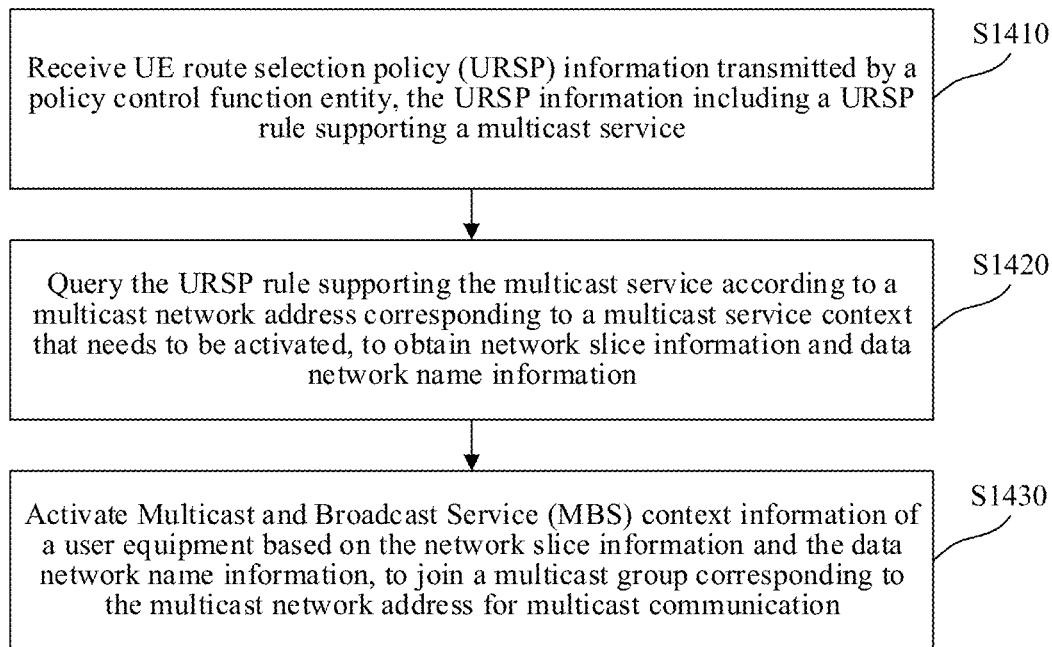 S1410
Receive UE route selection policy (URSP) information transmitted by a
policy control function entity, the URSP information including a URSP
rule supporting a multicast service
S1420
Query the URSP rule supporting the multicast service according to a
multicast network address corresponding to a multicast service context
that needs to be activated, to obtain network slice information and data
network name information
S1430
Activate Multicast and Broadcast Service (MBS) context information of
a user equipment based on the network slice information and the data
network name information, to join a multicast group corresponding to
the multicast network address for multicast communication